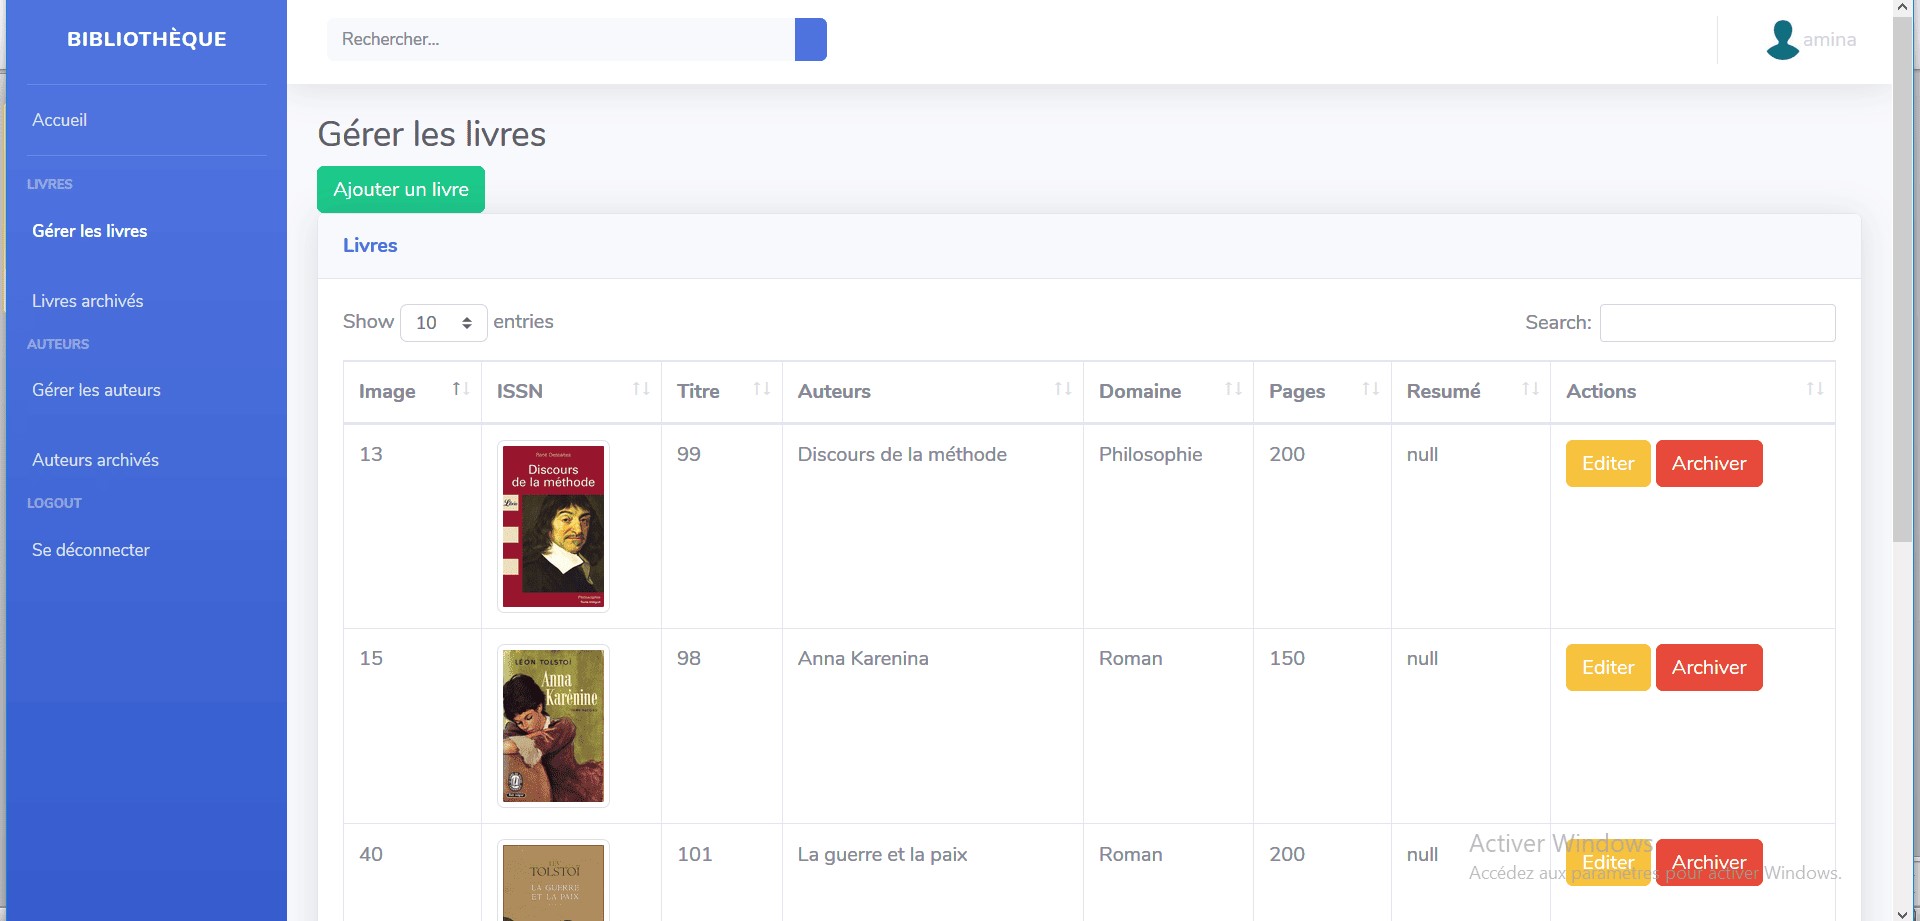 BIBLIOTHÈQUE
Accueil
LIVRES
Gérer les livres
Livres archivés
AUTEURS
Gérer les auteurs
Auteurs archivés
LOGOUT
Se déconnecter
Rechercher...
amina
Gérer les livres
Ajouter un livre
Livres
Show 10 entries
Search:
Image ISSN Titre Auteurs Domaine Pages Resumé Actions
13 99 Discours de la méthode Philosophie 200 null Editer Archiver
René Descartes
Discours
de la méthode
15 98 Anna Karenina Roman 150 null Editer Archiver
LÉON TOLSTOÏ
Anna
Karénine
40 101 La guerre et la paix Roman 200 null Editer Archiver
TOLSTOÏ
LA GUERRE
ET LA PAIX
Activer Windows
Accédez aux paramètres pour activer Windows.